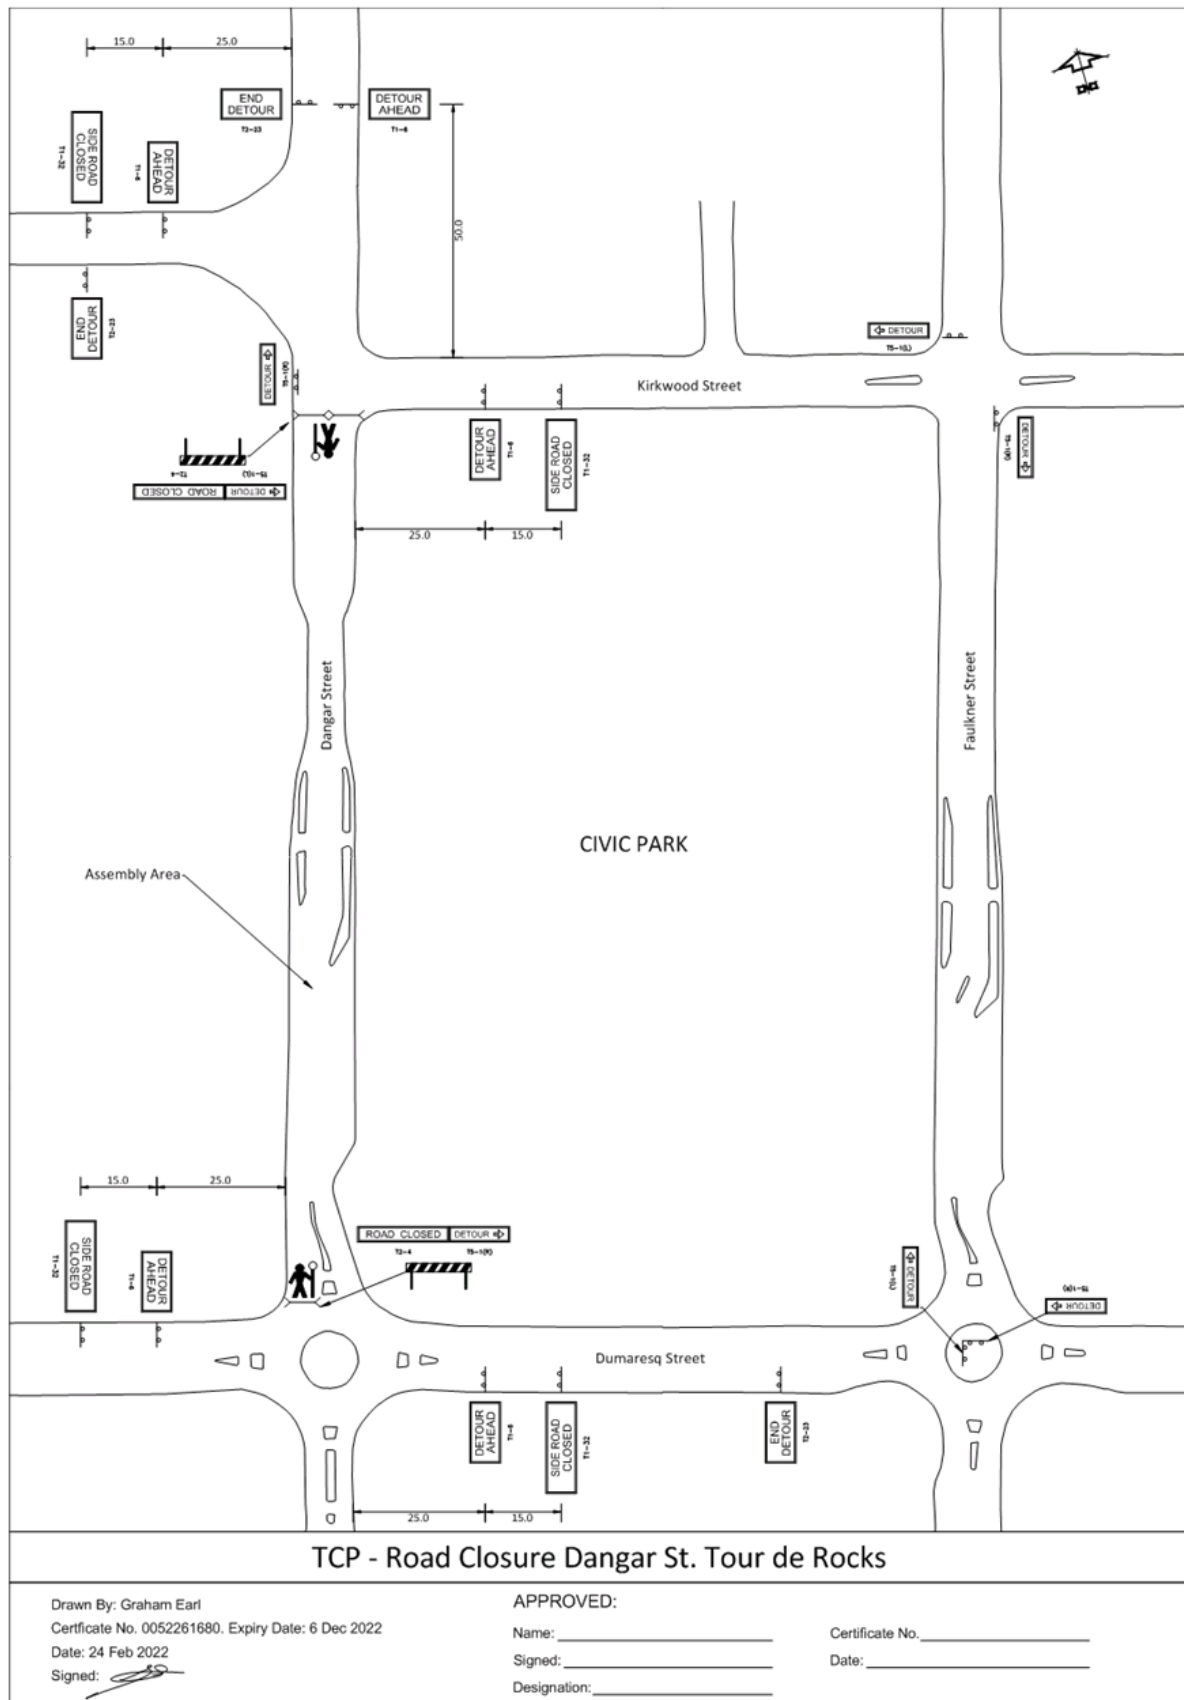 15.0
25.0
END
DETOUR
T2-23
DETOUR
AHEAD
T1-6
SIDE ROAD
CLOSED
T1-32
DETOUR
AHEAD
T1-6
50.0
END
DETOUR
T2-23
DETOUR
T5-1(R)
DETOUR
T5-1(L)
Kirkwood Street
DETOUR
T5-1(R)
T2-4
T5-1(L)
ROAD CLOSED
DETOUR
DETOUR
AHEAD
T1-6
SIDE ROAD
CLOSED
T1-32
25.0
15.0
Dangar Street
Faulkner Street
CIVIC PARK
Assembly Area
15.0
25.0
SIDE ROAD
CLOSED
T1-32
DETOUR
AHEAD
T1-6
ROAD CLOSED
DETOUR
T2-4
T5-1(R)
DETOUR
T5-1(L)
T5-1(R)
DETOUR
Dumaresq Street
DETOUR
AHEAD
T1-6
SIDE ROAD
CLOSED
T1-32
END
DETOUR
T2-23
25.0
15.0
TCP - Road Closure Dangar St. Tour de Rocks
Drawn By: Graham Earl
Certficate No. 0052261680. Expiry Date: 6 Dec 2022
Date: 24 Feb 2022
Signed:
APPROVED:
Name:
Certificate No.
Signed:
Date:
Designation: